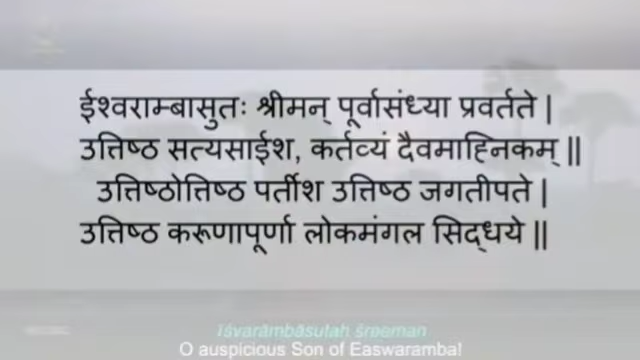 ईश्वराम्बासुतः श्रीमन् पूर्वासंध्या प्रवर्तते |
उत्तिष्ठ सत्यसाईश, कर्तव्यं दैवमाह्निकम् ||
उत्तिष्ठोत्तिष्ठ पर्तीश उत्तिष्ठ जगतीपते |
उत्तिष्ठ करूणापूर्णा लोकमंगल सिद्धये ||
Iśvarāmbāsutah śreeman
O auspicious Son of Easwaramba!